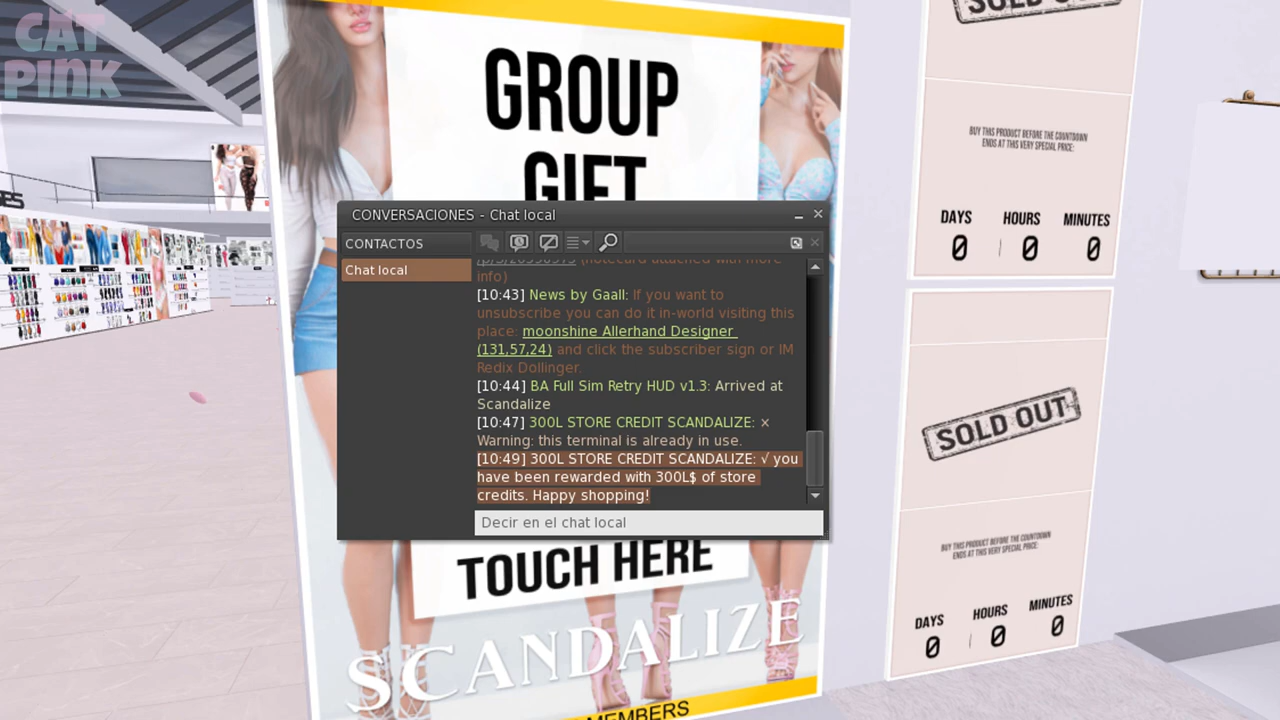 CAT
PINK
GROUP
GIFT
CONVERSACIONES - Chat local
CONTACTOS
Chat local
(notecard attached with more
info)
[10:43] News by Gaall: If you want to
unsubscribe you can do it in-world visiting this
place: moonshine Allerhand Designer
(131,57,24) and click the subscriber sign or IM
Redix Dollinger.
[10:44] BA Full Sim Retry HUD v1.3: Arrived at
Scandalize
[10:47] 300L STORE CREDIT SCANDALIZE: ×
Warning: this terminal is already in use.
[10:49] 300L STORE CREDIT SCANDALIZE: √ you
have been rewarded with 300L$ of store
credits. Happy shopping!
Decir en el chat local
TOUCH HERE
SCANDALIZE
MEMBERS
SOLD OUT
BUY THIS PRODUCT BEFORE THE COUNTDOWN
ENDS AT THIS VERY SPECIAL PRICE:
DAYS HOURS MINUTES
0 0 0
SOLD OUT
BUY THIS PRODUCT BEFORE THE COUNTDOWN
ENDS AT THIS VERY SPECIAL PRICE:
DAYS HOURS MINUTES
0 0 0